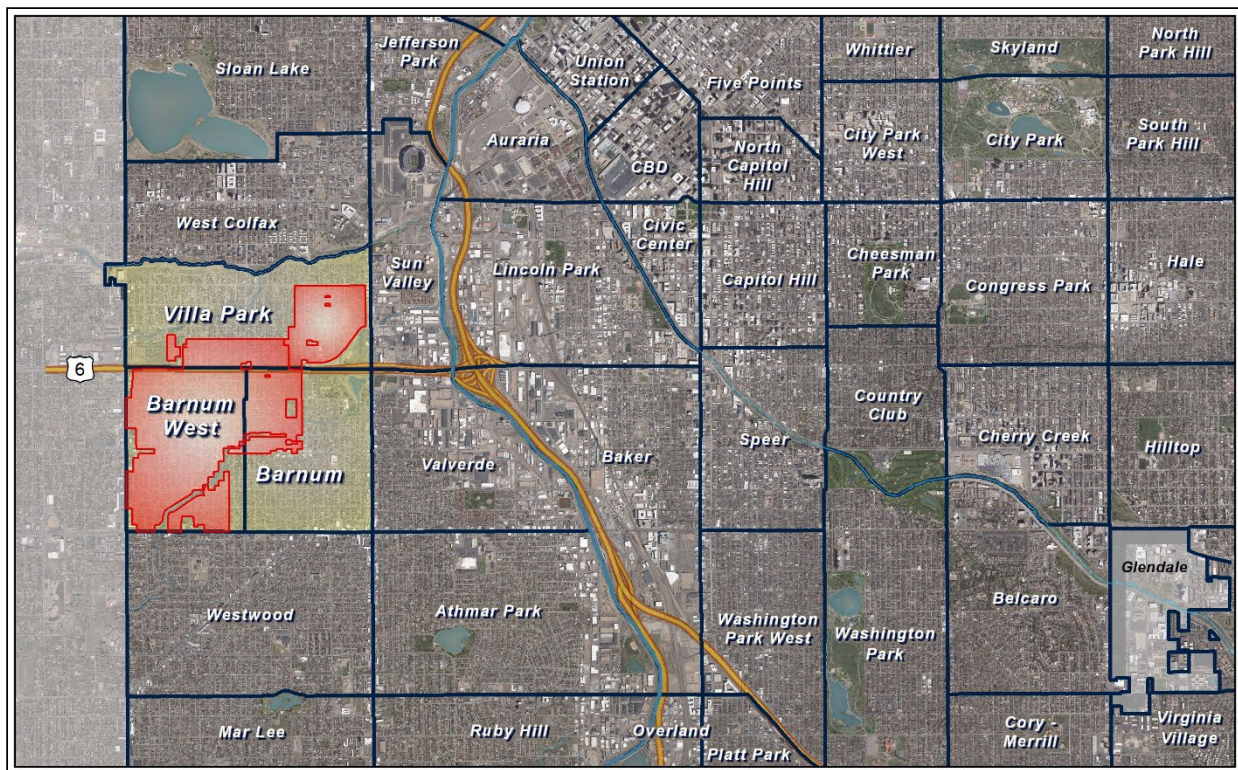 Jefferson
Park
Sloan Lake
Union
Station
Five Points
Whittier
Skyland
North
Park Hill
Auraria
CBD
North
Capitol
Hill
City Park
West
City Park
South
Park Hill
West Colfax
Civic
Center
Sun
Valley
Lincoln Park
Capitol Hill
Cheesman
Park
Congress Park
Hale
Villa Park
6
Barnum
West
Barnum
Valverde
Baker
Speer
Country
Club
Cherry Creek
Hilltop
Glendale
Westwood
Athmar Park
Washington
Park West
Washington
Park
Belcaro
Mar Lee
Ruby Hill
Overland
Platt Park
Cory -
Merrill
Virginia
Village